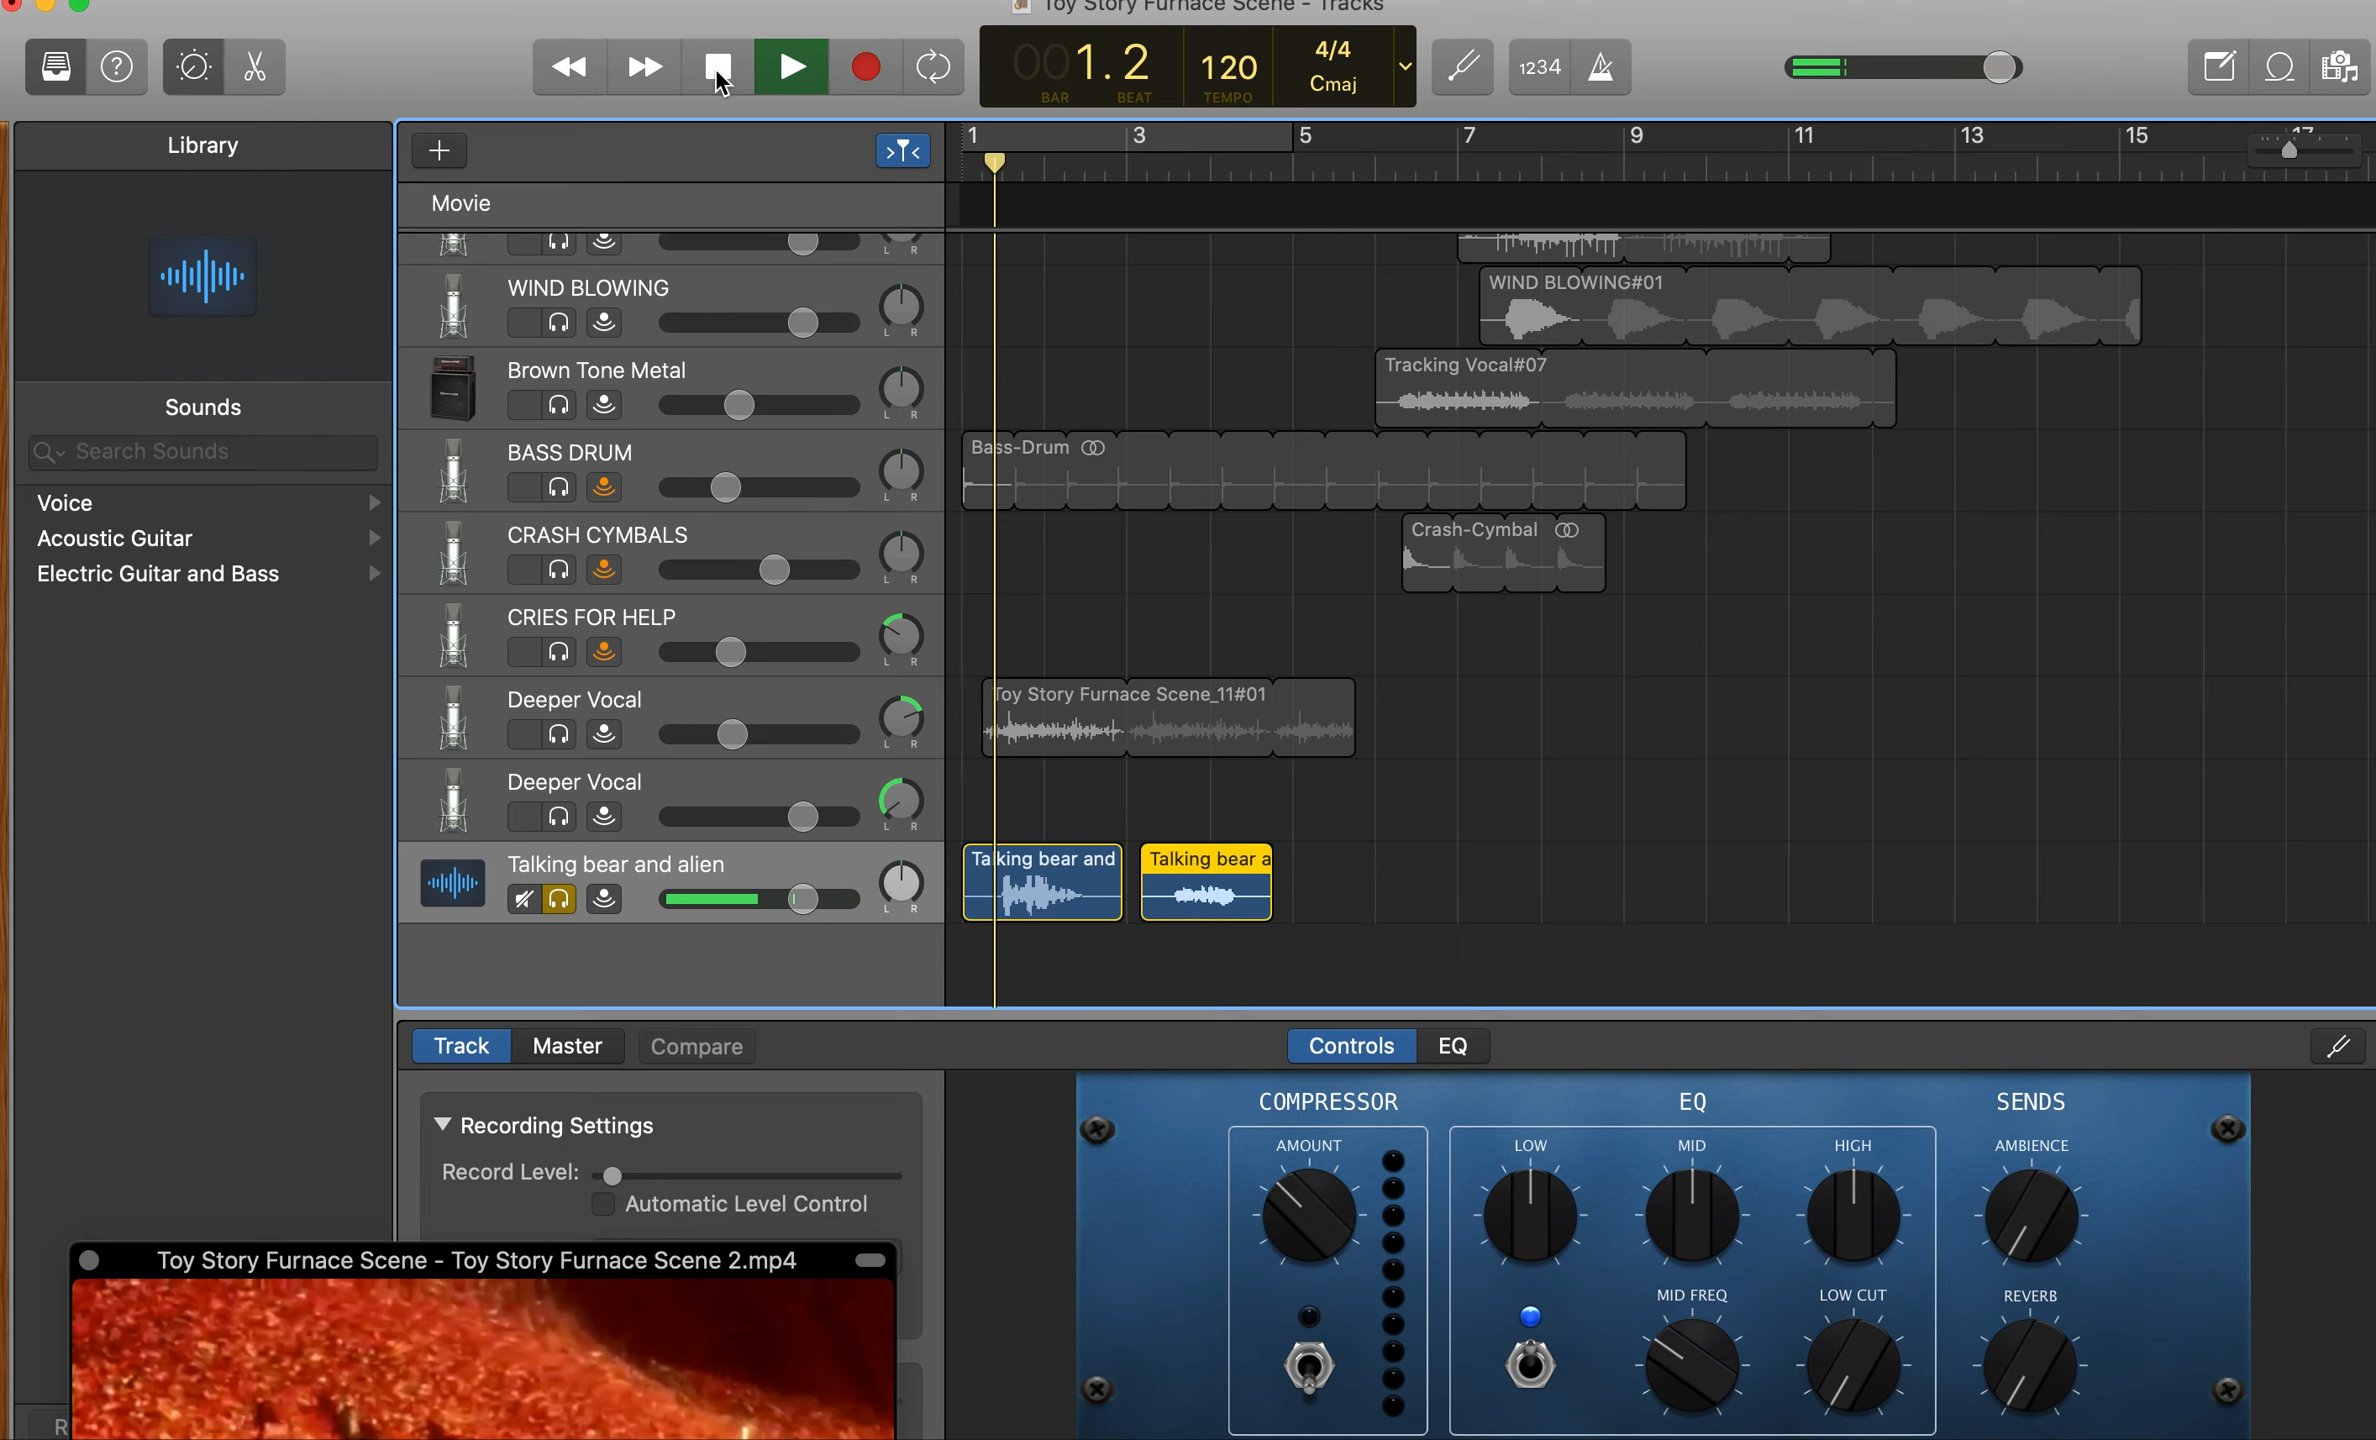 Toy Story Furnace Scene - Tracks
001. 2
BAR BEAT
120
TEMPO
4/4
Cmaj
1234
Library
Sounds
Search Sounds
Voice
Acoustic Guitar
Electric Guitar and Bass
1 3 5 7 9 11 13 15 17
Movie
WIND BLOWING
L R
WIND BLOWING#01
Brown Tone Metal
L R
Tracking Vocal#07
BASS DRUM
L R
Bass-Drum
CRASH CYMBALS
L R
Crash-Cymbal
CRIES FOR HELP
L R
Deeper Vocal
L R
Toy Story Furnace Scene_11#01
Deeper Vocal
L R
Talking bear and alien
L R
Talking bear and
Talking bear a
Track Master Compare
Controls EQ
Recording Settings
Record Level:
Automatic Level Control
Toy Story Furnace Scene - Toy Story Furnace Scene 2.mp4
R
COMPRESSOR
AMOUNT
EQ
LOW MID HIGH
MID FREQ LOW CUT
SENDS
AMBIENCE
REVERB